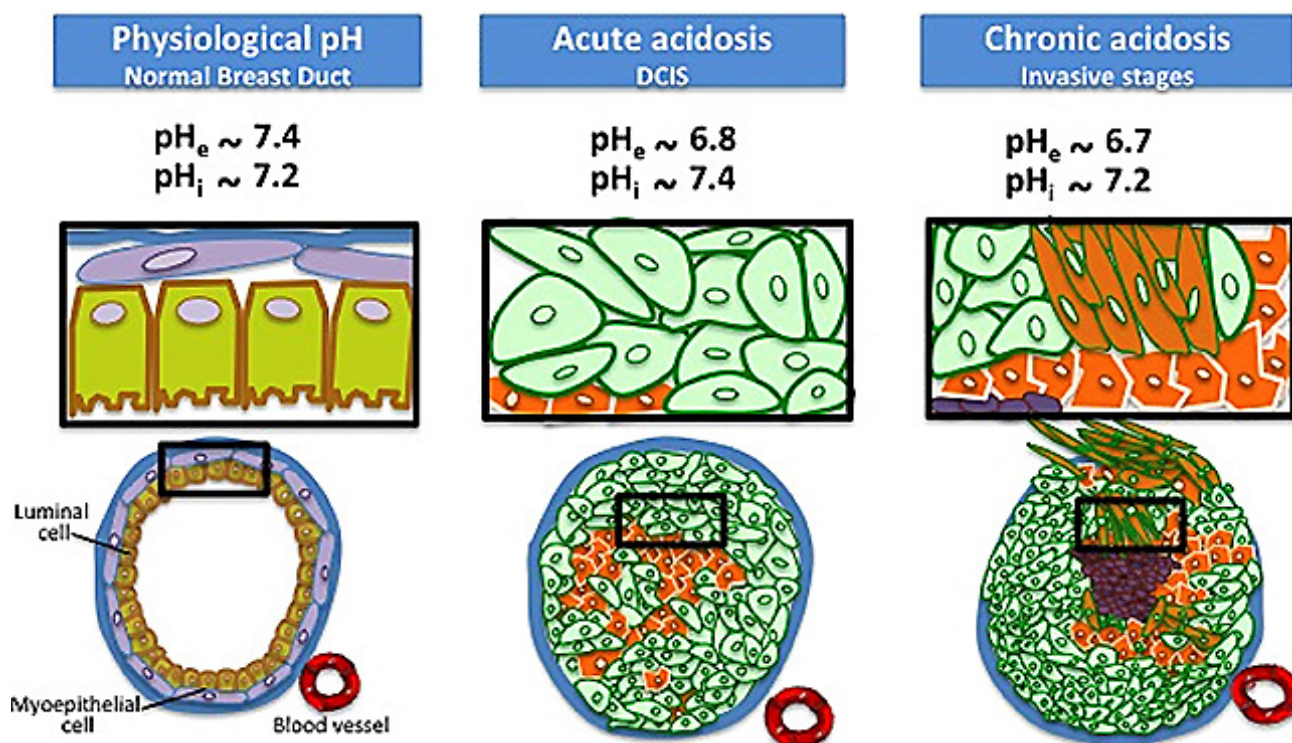 Physiological pH
Normal Breast Duct
Acute acidosis
DCIS
Chronic acidosis
Invasive stages
pHe ~ 7.4
pHi ~ 7.2
pHe ~ 6.8
pHi ~ 7.4
pHe ~ 6.7
pHi ~ 7.2
Luminal
cell
Myoepithelial
cell
Blood vessel